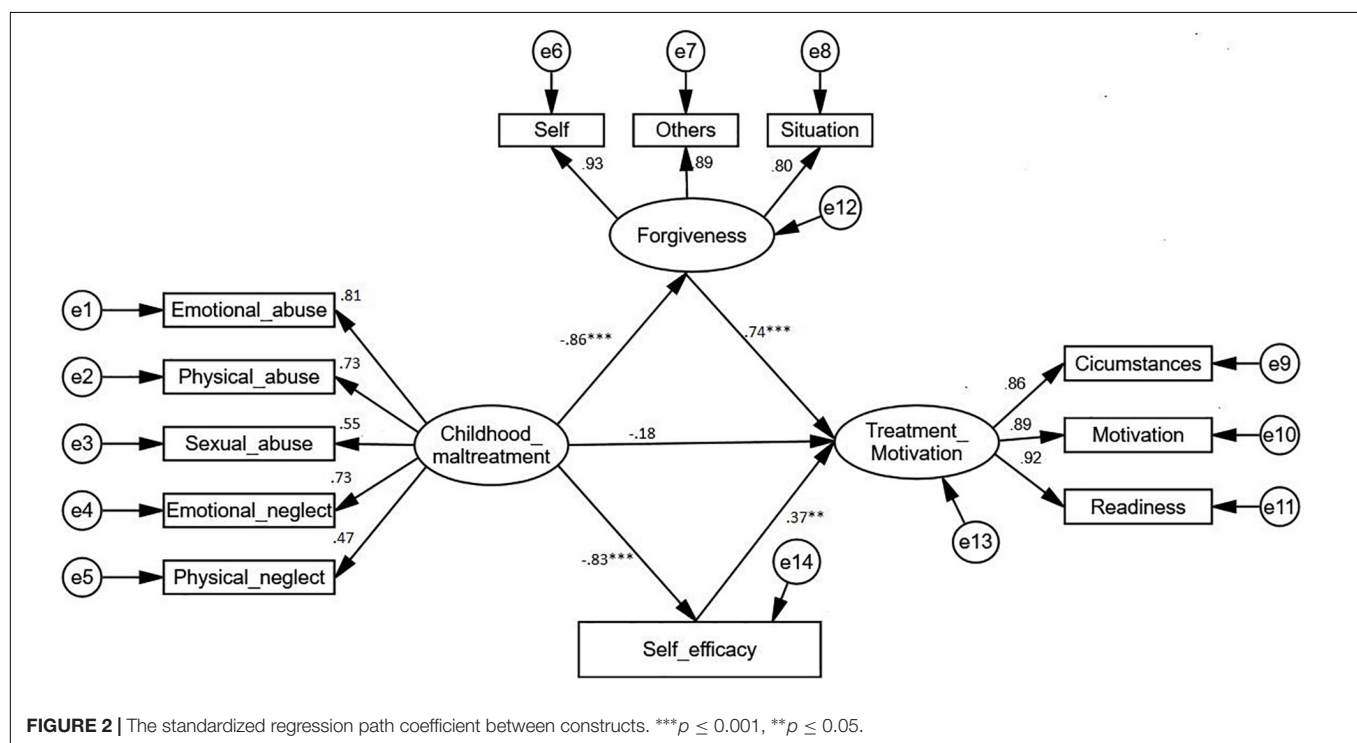 e6
e7
e8
Self
Others
Situation
.93
.89
.80
e12
Forgiveness
e1
Emotional_abuse
.81
e2
Physical_abuse
.73
e3
Sexual_abuse
.55
e4
Emotional_neglect
.73
e5
Physical_neglect
.47
Childhood_
maltreatment
-.86***
.74***
-.18
-.83***
.37**
Treatment_
Motivation
.86
.89
.92
Cicumstances
e9
Motivation
e10
Readiness
e11
e13
e14
Self_efficacy
FIGURE 2 | The standardized regression path coefficient between constructs. ***p ≤ 0.001, **p ≤ 0.05.